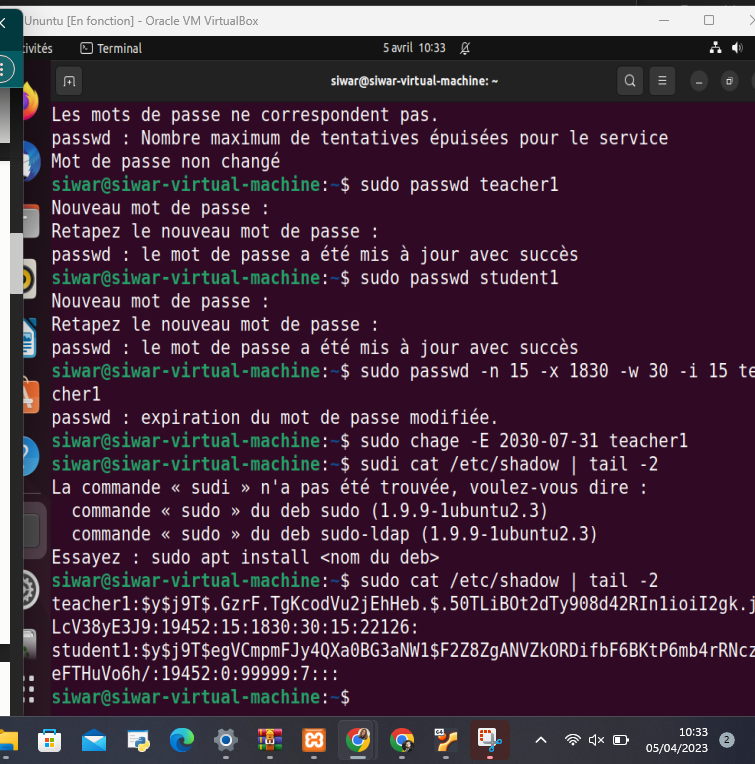 Ununtu [En fonction] - Oracle VM VirtualBox
ivités Terminal 5 avril 10:33
siwar@siwar-virtual-machine: ~
Les mots de passe ne correspondent pas.
passwd : Nombre maximum de tentatives épuisées pour le service
Mot de passe non changé
siwar@siwar-virtual-machine:~$ sudo passwd teacher1
Nouveau mot de passe :
Retapez le nouveau mot de passe :
passwd : le mot de passe a été mis à jour avec succès
siwar@siwar-virtual-machine:~$ sudo passwd student1
Nouveau mot de passe :
Retapez le nouveau mot de passe :
passwd : le mot de passe a été mis à jour avec succès
siwar@siwar-virtual-machine:~$ sudo passwd -n 15 -x 1830 -w 30 -i 15 te
cher1
passwd : expiration du mot de passe modifiée.
siwar@siwar-virtual-machine:~$ sudo chage -E 2030-07-31 teacher1
siwar@siwar-virtual-machine:~$ sudi cat /etc/shadow | tail -2
La commande « sudi » n'a pas été trouvée, voulez-vous dire :
commande « sudo » du deb sudo (1.9.9-1ubuntu2.3)
commande « sudo » du deb sudo-ldap (1.9.9-1ubuntu2.3)
Essayez : sudo apt install <nom du deb>
siwar@siwar-virtual-machine:~$ sudo cat /etc/shadow | tail -2
teacher1:$y$j9T$.GzrF.TgKcodVu2jEhHeb.$.50TLiBOt2dTy908d42RIn1ioiI2gk.j
LcV38yE3J9:19452:15:1830:30:15:22126:
student1:$y$j9T$egVCmpmFJy4QXa0BG3aNW1$F2Z8ZgANVZkORDifbF6BKtP6mb4rRNcz
eFTHuVo6h/:19452:0:99999:7:::
siwar@siwar-virtual-machine:~$
10:33
05/04/2023
2